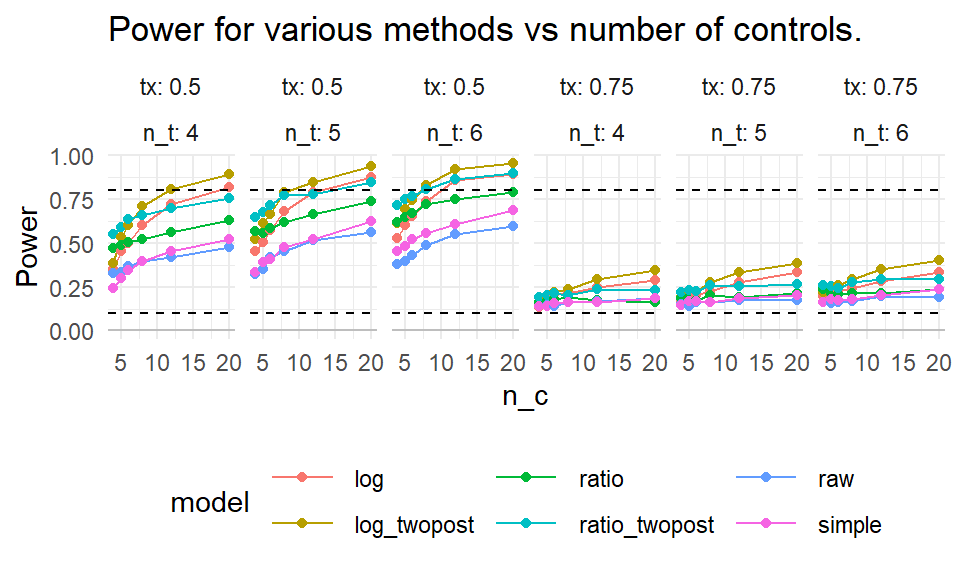 Power for various methods vs number of controls.
tx: 0.5 tx: 0.5 tx: 0.5 tx: 0.75 tx: 0.75 tx: 0.75
n_t: 4 n_t: 5 n_t: 6 n_t: 4 n_t: 5 n_t: 6
1.00
0.75
0.50
0.25
0.00
Power
5 10 15 20 5 10 15 20 5 10 15 20 5 10 15 20 5 10 15 20 5 10 15 20
n_c
model
log ratio raw
log_twopost ratio_twopost simple